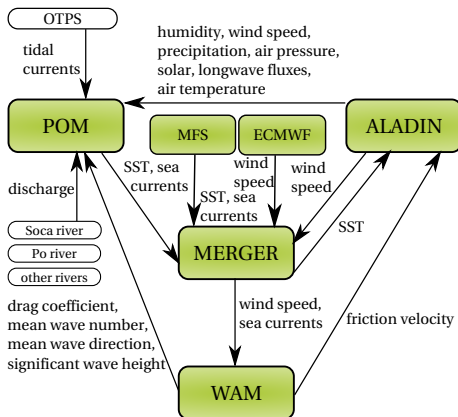 OTPS
tidal
currents
humidity, wind speed,
precipitation, air pressure,
solar, longwave fluxes,
air temperature
POM
MFS
ECMWF
ALADIN
SST, sea
currents
SST, sea
currents
wind
speed
wind
speed
discharge
Soca river
Po river
other rivers
MERGER
SST
drag coefficient,
mean wave number,
mean wave direction,
significant wave height
wind speed,
sea currents
friction velocity
WAM